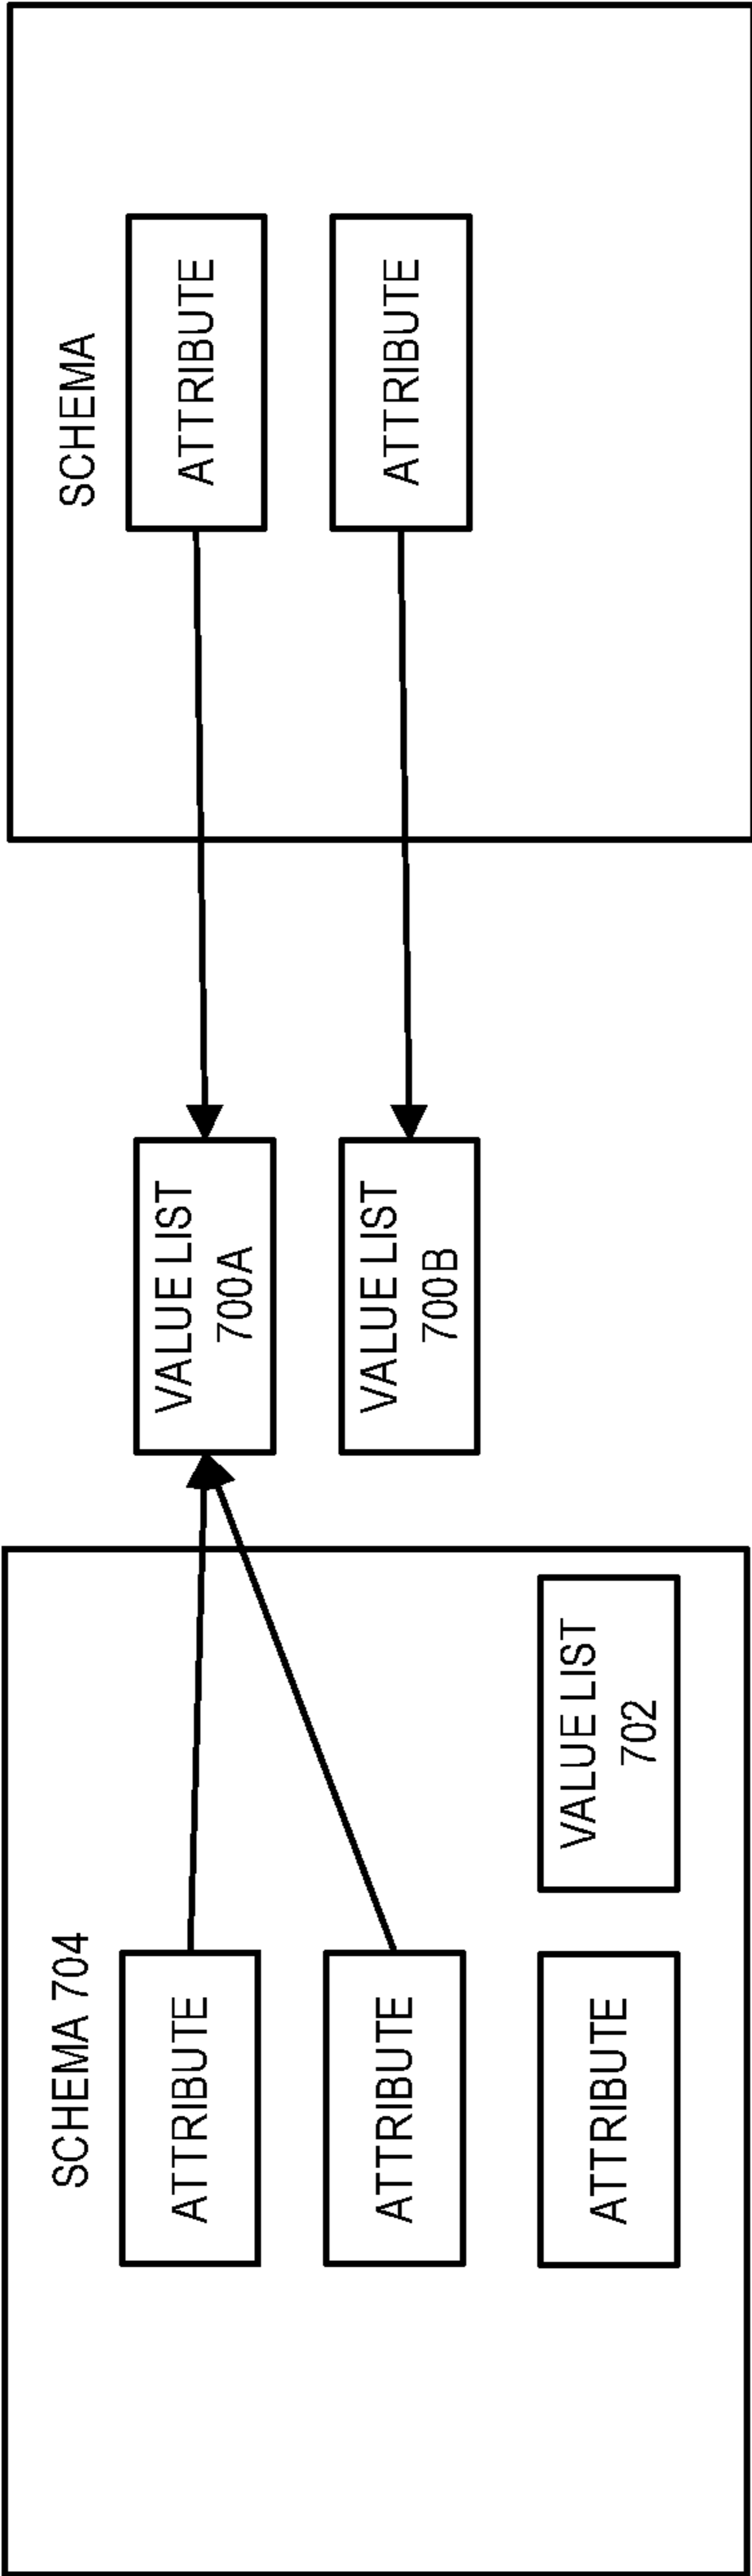 SCHEMA 704
ATTRIBUTE
ATTRIBUTE
ATTRIBUTE
VALUE LIST
702
VALUE LIST
700A
VALUE LIST
700B
SCHEMA
ATTRIBUTE
ATTRIBUTE